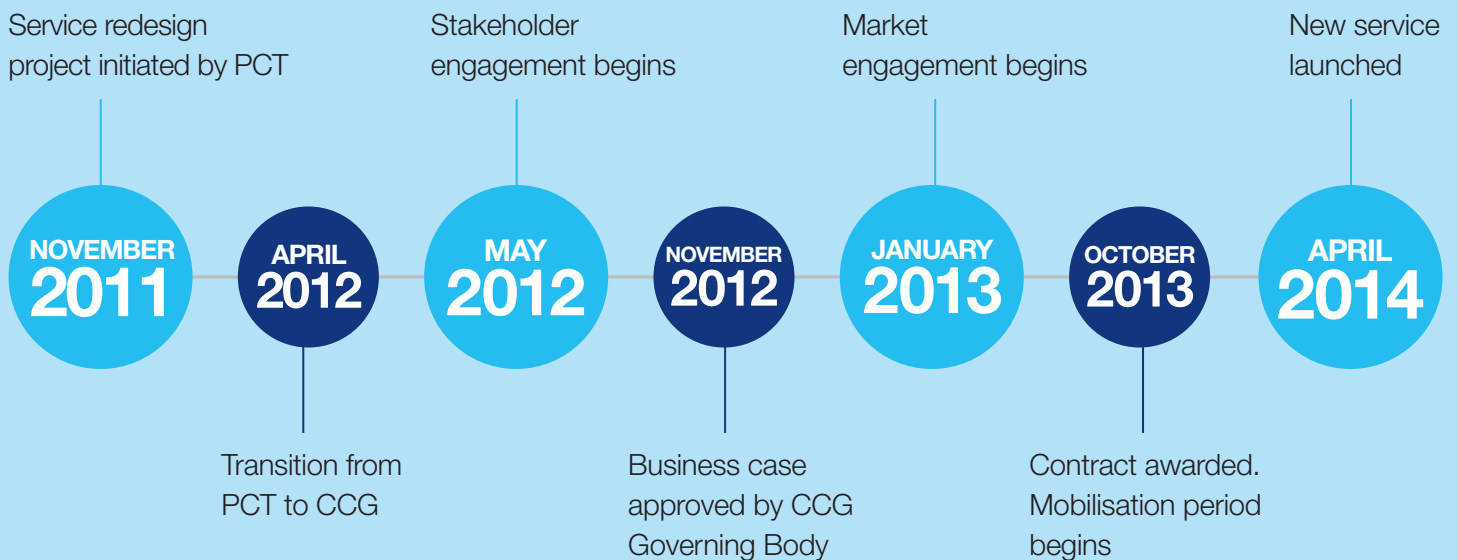 Service redesign
project initiated by PCT
Stakeholder
engagement begins
Market
engagement begins
New service
launched
NOVEMBER
2011
APRIL
2012
MAY
2012
NOVEMBER
2012
JANUARY
2013
OCTOBER
2013
APRIL
2014
Transition from
PCT to CCG
Business case
approved by CCG
Governing Body
Contract awarded.
Mobilisation period
begins